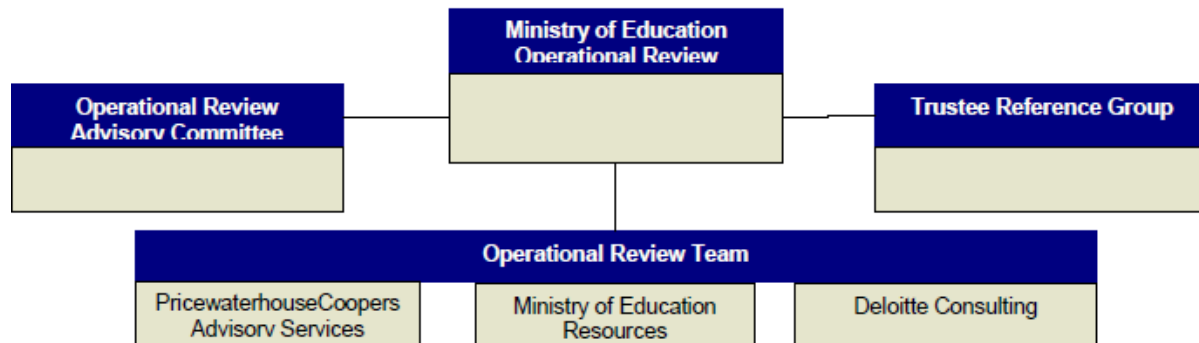 Ministry of Education
Operational Review
Operational Review
Advisory Committee
Trustee Reference Group
Operational Review Team
PricewaterhouseCoopers
Advisory Services
Ministry of Education
Resources
Deloitte Consulting